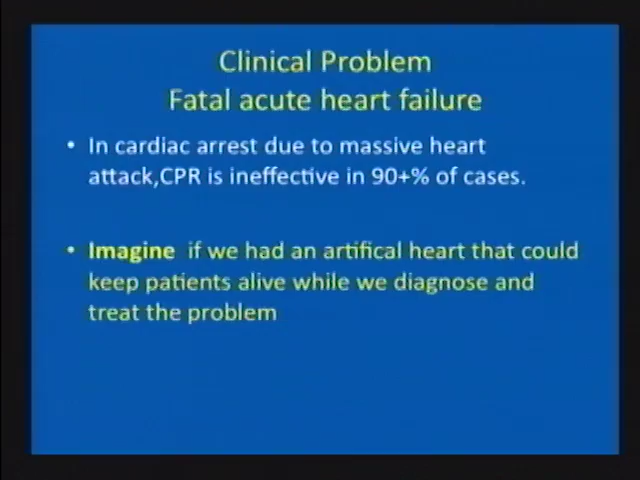 Clinical Problem
Fatal acute heart failure
• In cardiac arrest due to massive heart
attack,CPR is ineffective in 90+% of cases.
• Imagine if we had an artifical heart that could
keep patients alive while we diagnose and
treat the problem